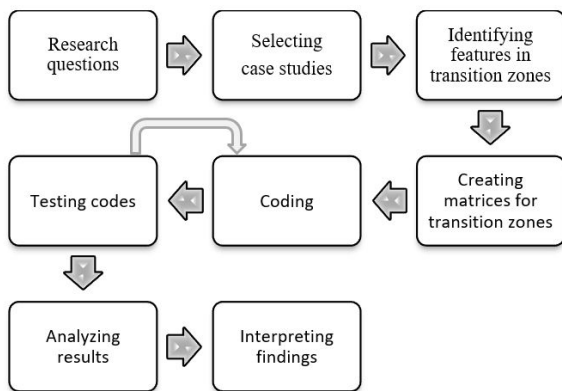 Research
questions
Selecting
case studies
Identifying
features in
transition zones
Testing codes
Coding
Creating
matrices for
transition zones
Analyzing
results
Interpreting
findings